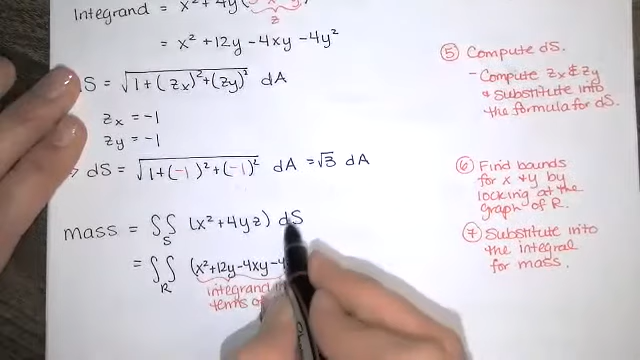 Integrand = x² + 4y(
z
= x² + 12y - 4xy - 4y²
S = √1 + (zx)² + (zy)² dA
zx = -1
zy = -1
dS = √1 + (-1)² + (-1)² dA = √3 dA
mass = ∫∫S (x² + 4yz) dS
= ∫∫R (x² + 12y - 4xy - 4
integrand
terms of
⑤ Compute dS.
- Compute zx & zy
& substitute into
the formula for dS.
⑥ Find bounds
for x & y by
looking at the
graph of R.
⑦ Substitute into
the integral
for mass.